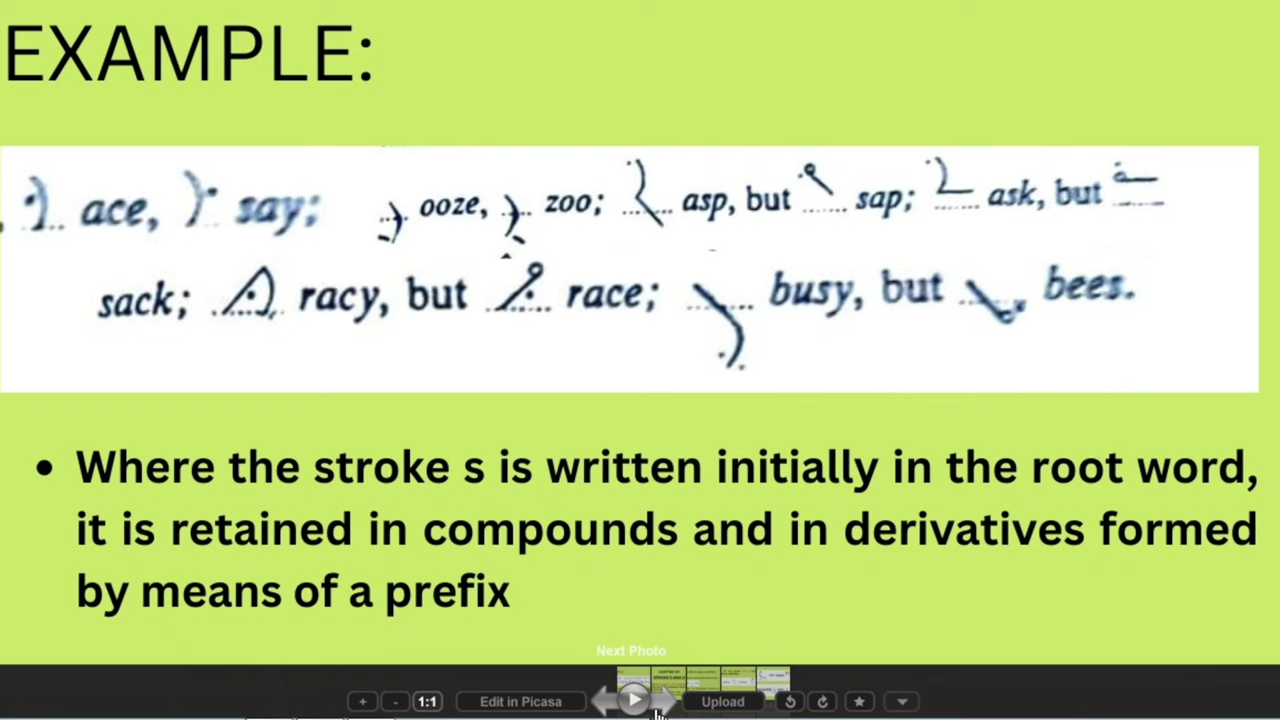 EXAMPLE:
ace, say; ooze, zoo; asp, but sap; ask, but
sack; racy, but race; busy, but bees.
• Where the stroke s is written initially in the root word,
it is retained in compounds and in derivatives formed
by means of a prefix
Next Photo
+ - 1:1 Edit in Picasa Upload